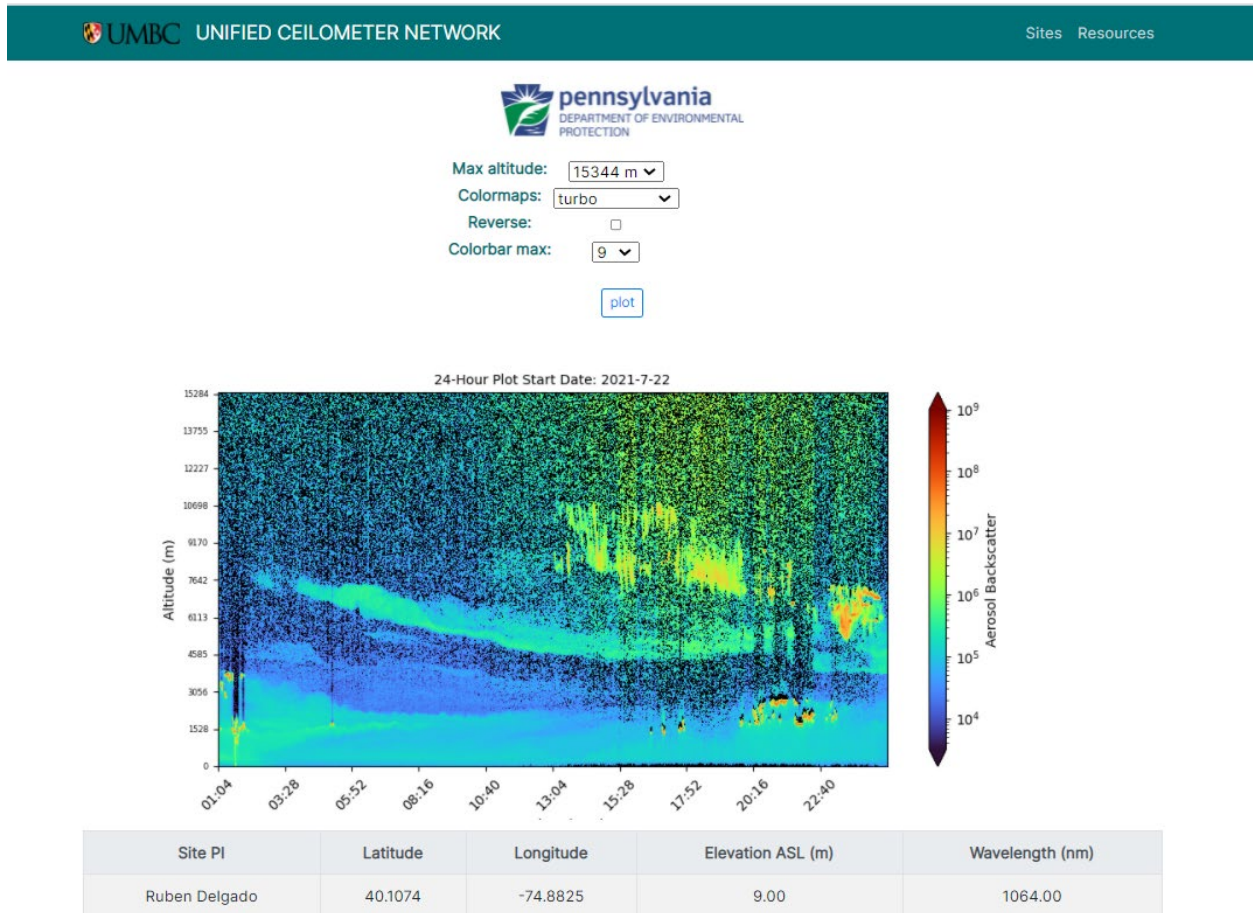 UMBC UNIFIED CEILOMETER NETWORK Sites Resources
pennsylvania
DEPARTMENT OF ENVIRONMENTAL
PROTECTION
Max altitude: 15344 m
Colormaps: turbo
Reverse:
Colorbar max: 9
plot
24-Hour Plot Start Date: 2021-7-22
15284
13755
12227
10698
9170
7642
6113
4585
3056
1528
0
Altitude (m)
01:04 03:28 05:52 08:16 10:40 13:04 15:28 17:52 20:16 22:40
10⁹
10⁸
10⁷
10⁶
10⁵
10⁴
Aerosol Backscatter
Site PI Latitude Longitude Elevation ASL (m) Wavelength (nm)
Ruben Delgado 40.1074 -74.8825 9.00 1064.00